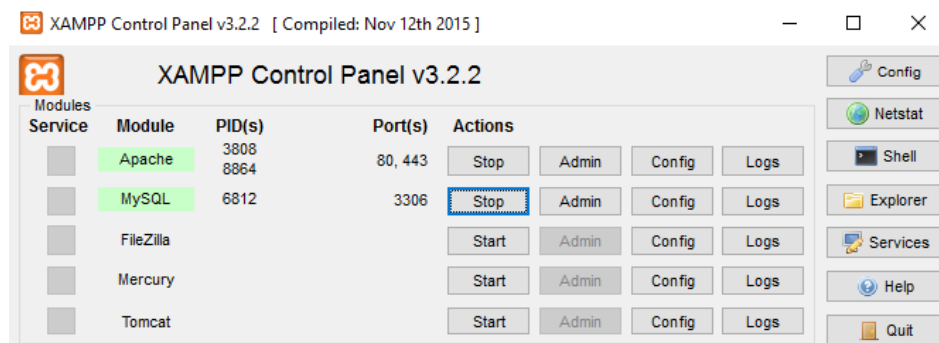 XAMPP Control Panel v3.2.2 [ Compiled: Nov 12th 2015 ]
XAMPP Control Panel v3.2.2
Modules
Service Module PID(s) Port(s) Actions
Apache 3808 8864 80, 443 Stop Admin Config Logs
MySQL 6812 3306 Stop Admin Config Logs
FileZilla Start Admin Config Logs
Mercury Start Admin Config Logs
Tomcat Start Admin Config Logs
Config
Netstat
Shell
Explorer
Services
Help
Quit